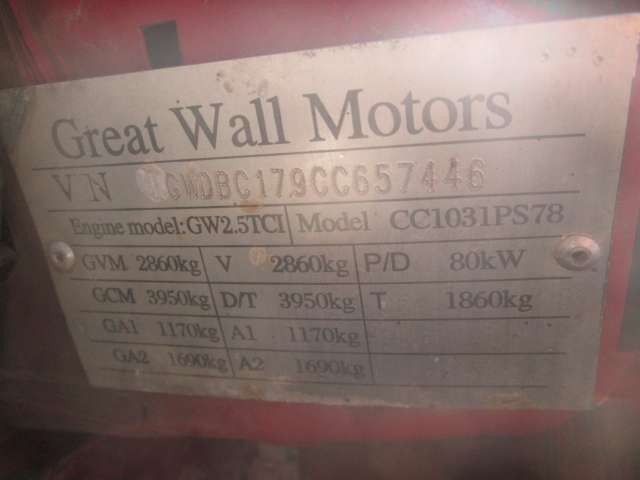 Great Wall Motors
VN LGWDBC179CC657446
Engine model:GW2.5TCI Model CC1031PS78
GVM 2860kg V 2860kg P/D 80kW
GCM 3950kg D/T 3950kg T 1860kg
GA1 1170kg A1 1170kg
GA2 1690kg A2 1690kg